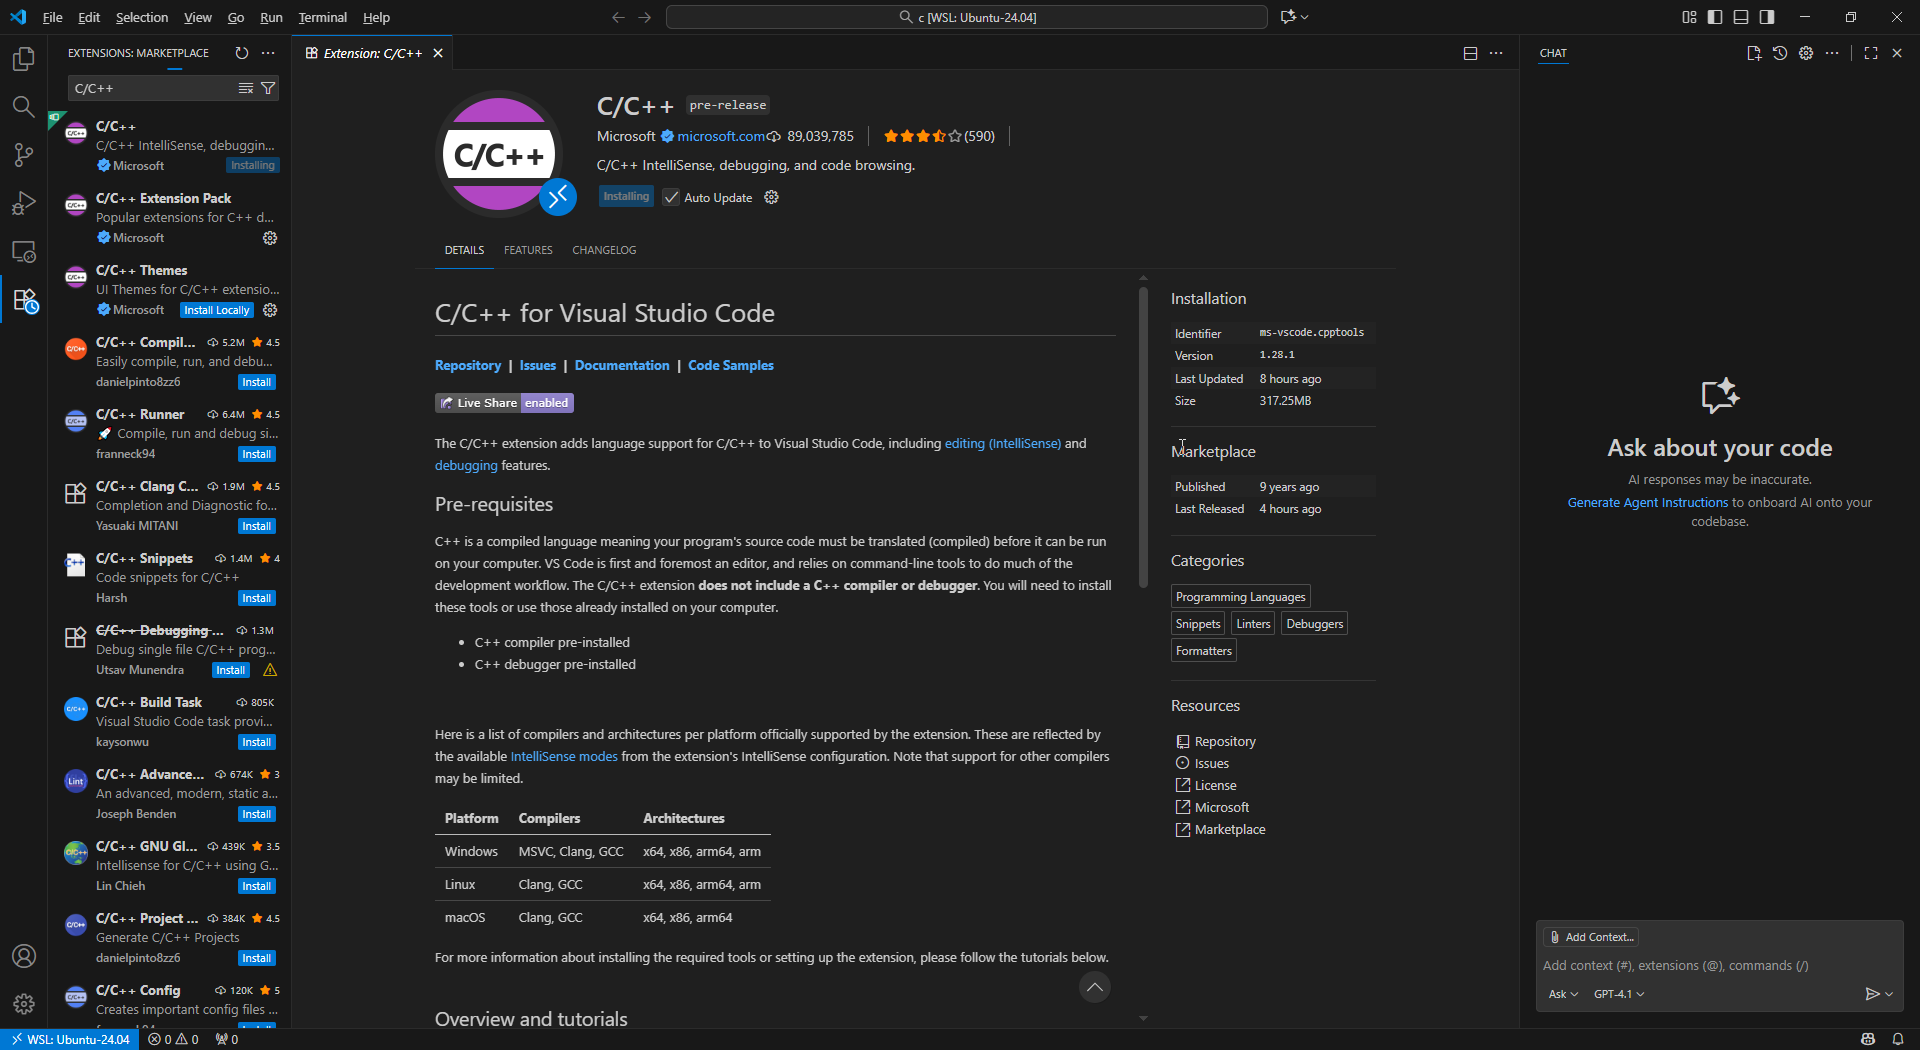 File Edit Selection View Go Run Terminal Help
c [WSL: Ubuntu-24.04]
EXTENSIONS: MARKETPLACE
C/C++
C/C++
C/C++ IntelliSense, debuggin...
Microsoft Installing
C/C++ Extension Pack
Popular extensions for C++ d...
Microsoft
C/C++ Themes
UI Themes for C/C++ extensio...
Microsoft Install Locally
C/C++ Compil... 5.2M 4.5
Easily compile, run, and debu...
danielpinto8zz6 Install
C/C++ Runner 6.4M 4.5
🚀 Compile, run and debug si...
franneck94 Install
C/C++ Clang C... 1.9M 4.5
Completion and Diagnostic fo...
Yasuaki MITANI Install
C/C++ Snippets 1.4M 4
Code snippets for C/C++
Harsh Install
C/C++ Debugging ... 1.3M
Debug single file C/C++ prog...
Utsav Munendra Install
C/C++ Build Task 805K
Visual Studio Code task provi...
kaysonwu Install
C/C++ Advance... 674K 3
An advanced, modern, static a...
Joseph Benden Install
C/C++ GNU Gl... 439K 3.5
Intellisense for C/C++ using G...
Lin Chieh Install
C/C++ Project ... 384K 4.5
Generate C/C++ Projects
danielpinto8zz6 Install
C/C++ Config 120K 5
Creates important config files ...
Extension: C/C++
C/C++
C/C++ pre-release
Microsoft microsoft.com 89,039,785 (590)
C/C++ IntelliSense, debugging, and code browsing.
Installing Auto Update
DETAILS FEATURES CHANGELOG
C/C++ for Visual Studio Code
Repository | Issues | Documentation | Code Samples
Live Share enabled
The C/C++ extension adds language support for C/C++ to Visual Studio Code, including editing (IntelliSense) and
debugging features.
Pre-requisites
C++ is a compiled language meaning your program's source code must be translated (compiled) before it can be run
on your computer. VS Code is first and foremost an editor, and relies on command-line tools to do much of the
development workflow. The C/C++ extension does not include a C++ compiler or debugger. You will need to install
these tools or use those already installed on your computer.
• C++ compiler pre-installed
• C++ debugger pre-installed
Here is a list of compilers and architectures per platform officially supported by the extension. These are reflected by
the available IntelliSense modes from the extension's IntelliSense configuration. Note that support for other compilers
may be limited.
Platform Compilers Architectures
Windows MSVC, Clang, GCC x64, x86, arm64, arm
Linux Clang, GCC x64, x86, arm64, arm
macOS Clang, GCC x64, x86, arm64
For more information about installing the required tools or setting up the extension, please follow the tutorials below.
Overview and tutorials
Installation
Identifier ms-vscode.cpptools
Version 1.28.1
Last Updated 8 hours ago
Size 317.25MB
Marketplace
Published 9 years ago
Last Released 4 hours ago
Categories
Programming Languages
Snippets Linters Debuggers
Formatters
Resources
Repository
Issues
License
Microsoft
Marketplace
CHAT
Ask about your code
AI responses may be inaccurate.
Generate Agent Instructions to onboard AI onto your
codebase.
Add Context...
Add context (#), extensions (@), commands (/)
Ask GPT-4.1
WSL: Ubuntu-24.04 0 0 0